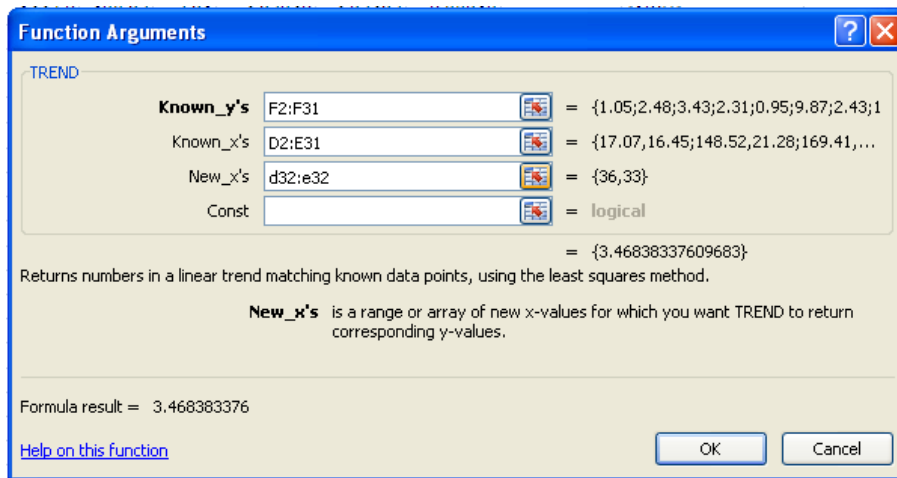 Function Arguments
TREND
Known_y's F2:F31 = {1.05;2.48;3.43;2.31;0.95;9.87;2.43;1
Known_x's D2:E31 = {17.07,16.45;148.52,21.28;169.41,...
New_x's d32:e32 = {36,33}
Const = logical
= {3.46838337609683}
Returns numbers in a linear trend matching known data points, using the least squares method.
New_x's is a range or array of new x-values for which you want TREND to return
corresponding y-values.
Formula result = 3.468383376
Help on this function OK Cancel